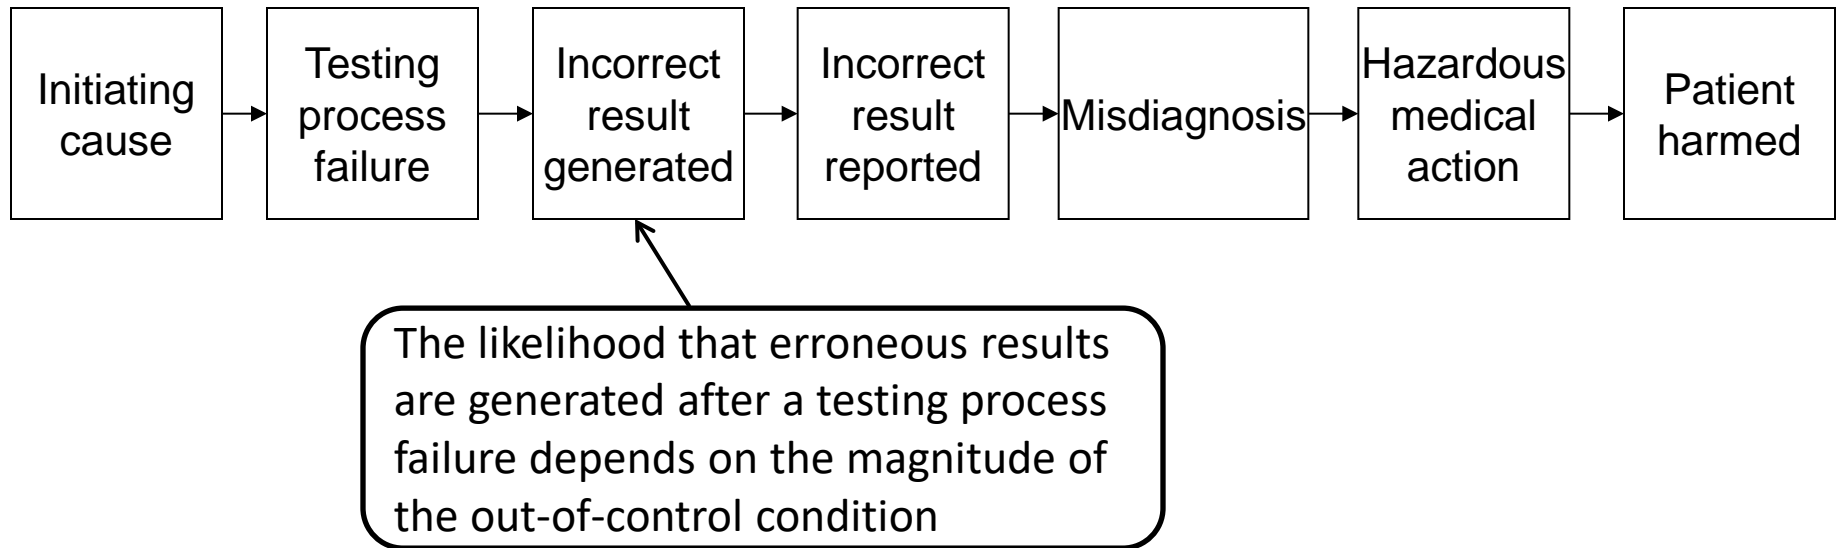 Initiating
cause
Testing
process
failure
Incorrect
result
generated
Incorrect
result
reported
Misdiagnosis
Hazardous
medical
action
Patient
harmed
The likelihood that erroneous results
are generated after a testing process
failure depends on the magnitude of
the out-of-control condition